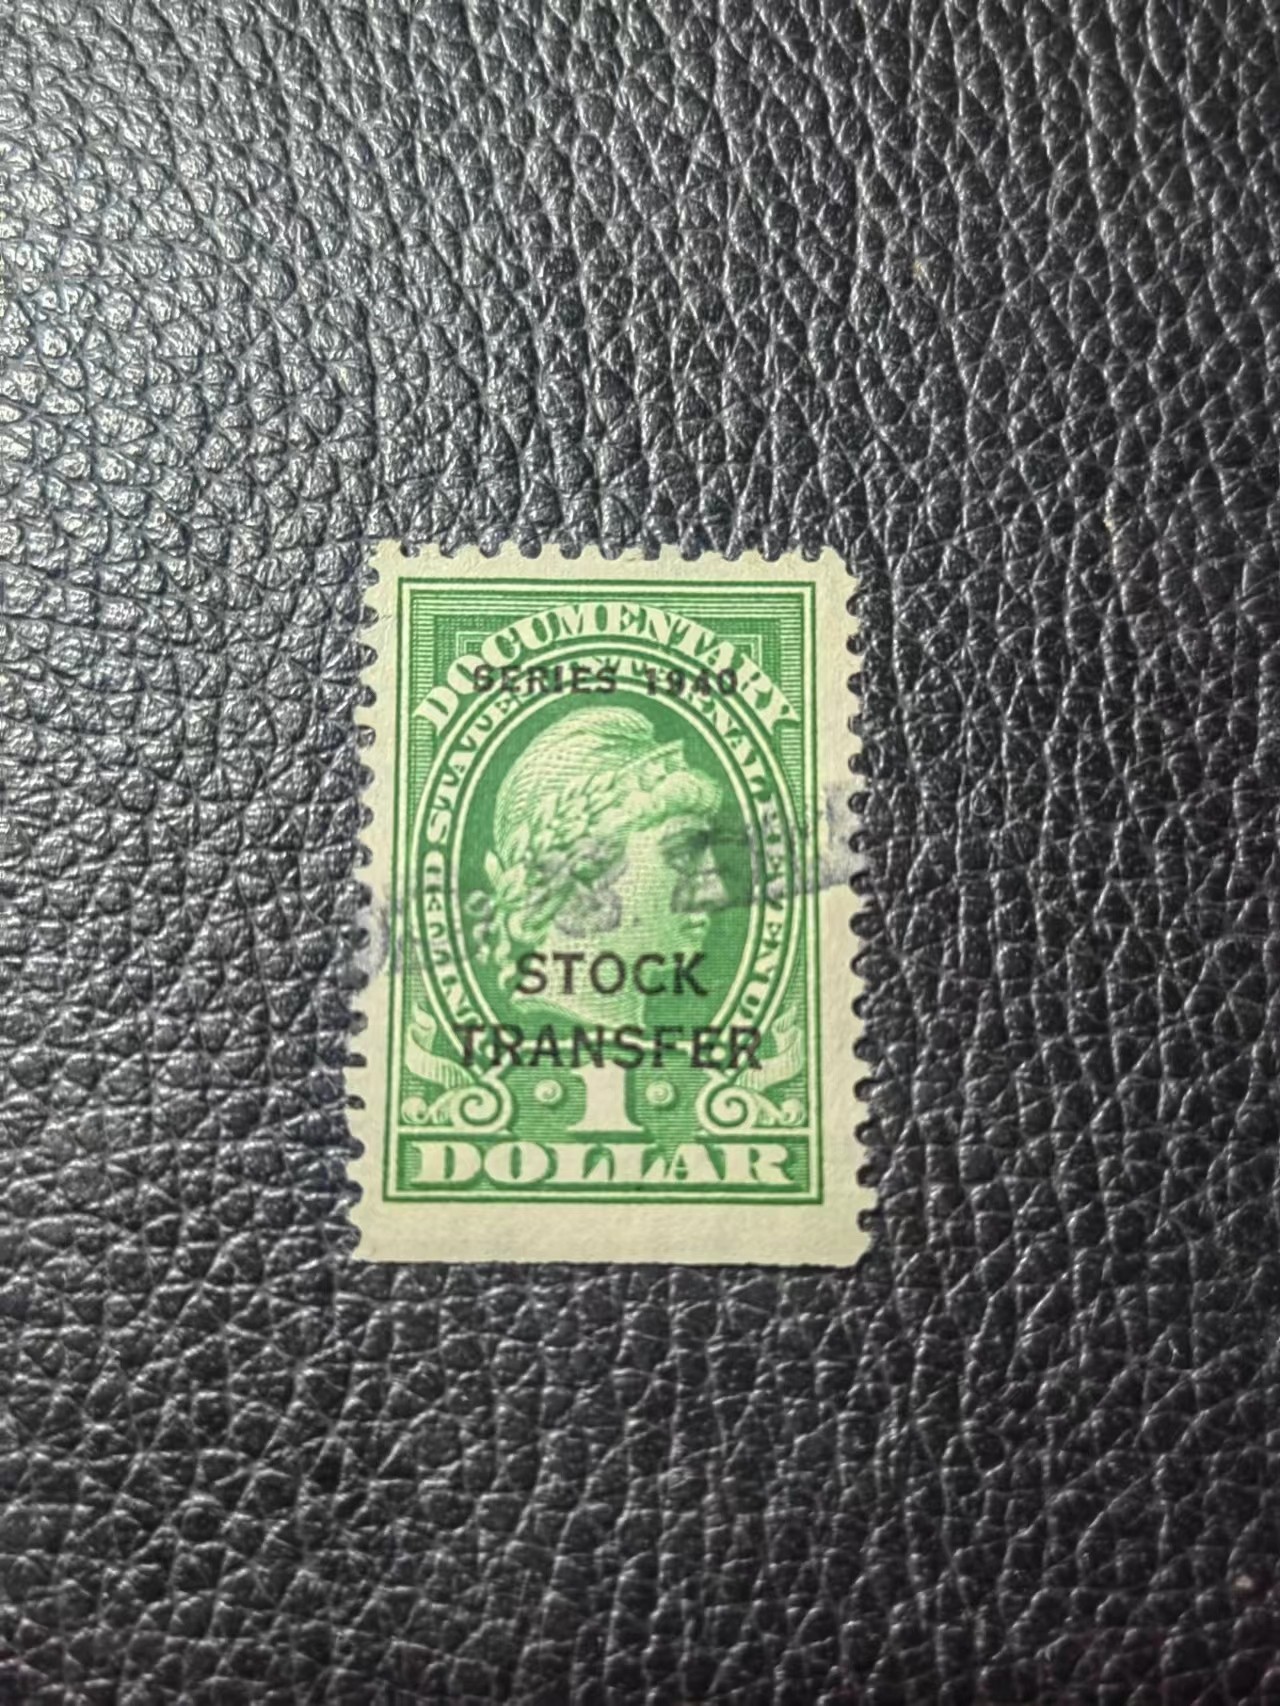 DOCUMENTARY
SERIES 1940
UNITED STATES INTERNAL REVENUE
STOCK
TRANSFER
1
DOLLAR